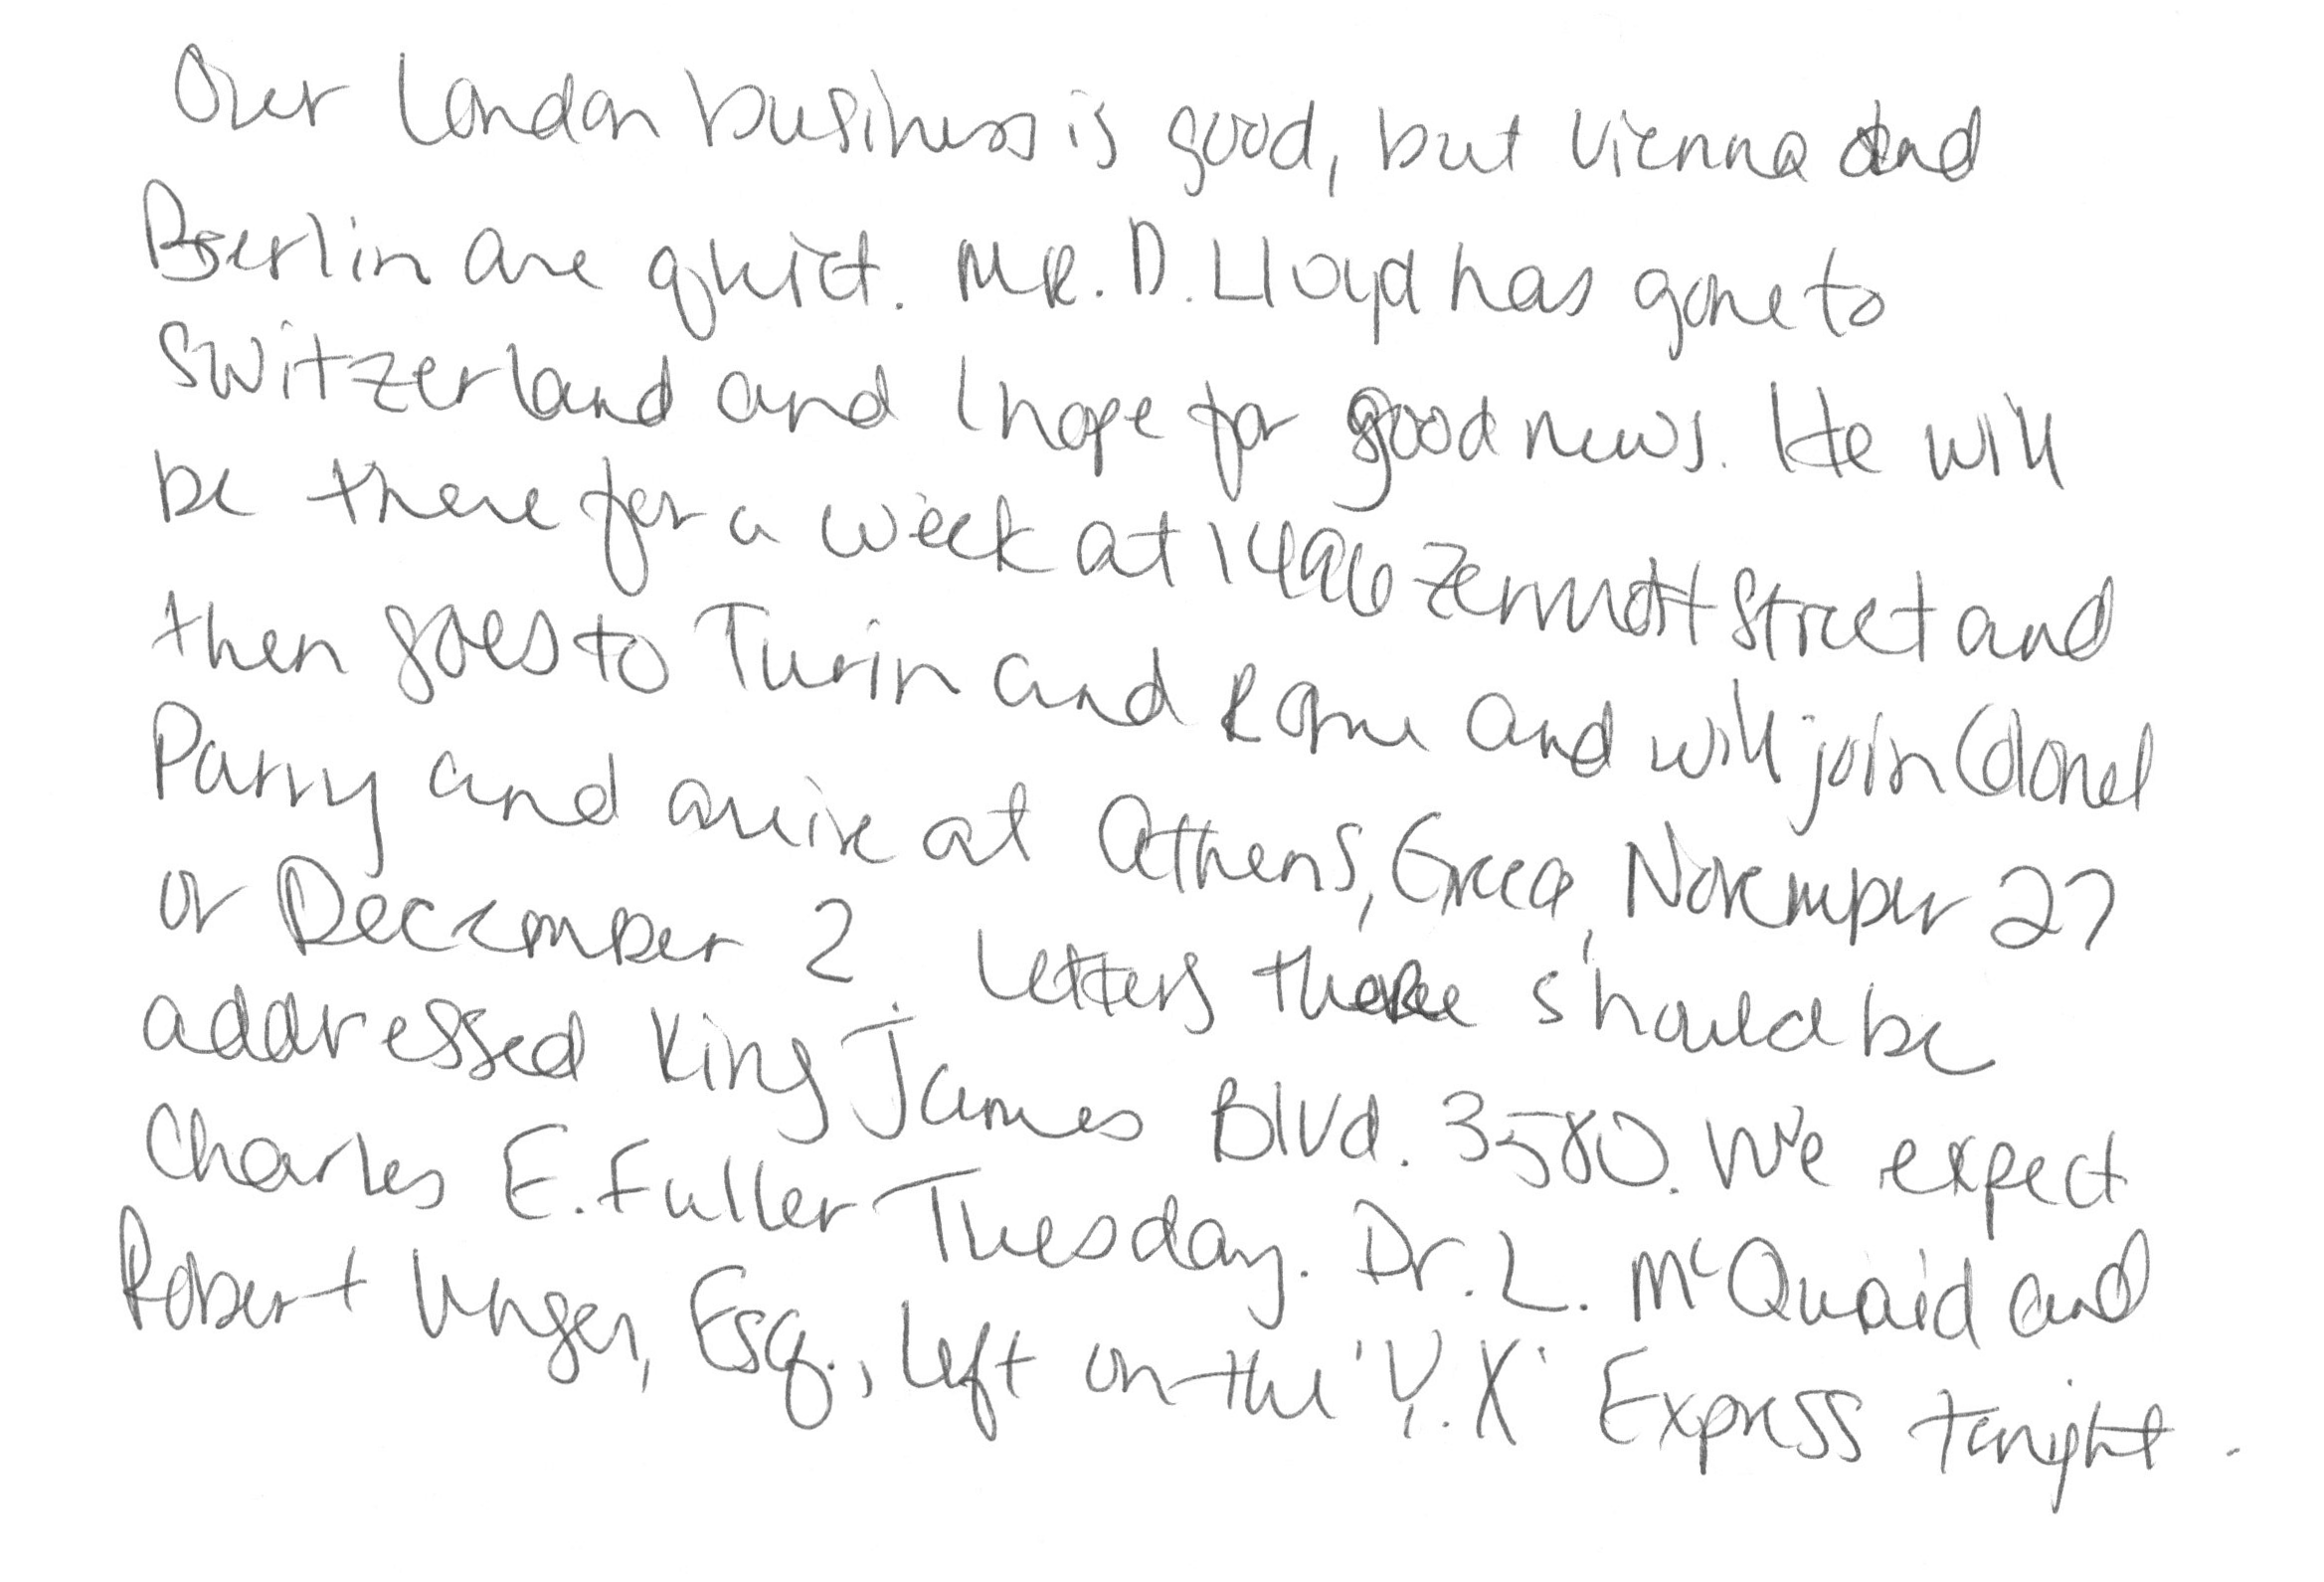 Our London business is good, but Vienna and
Berlin are quiet. Mr. D. Lloyd has gone to
Switzerland and I hope for good news. He will
be there for a week at 1496 Zermott Street and
then goes to Turin and Rome and will join Colonel
Parry and arrive at Athens, Greece, November 27
or December 2. Letters there should be
addressed King James Blvd. 3580. We expect
Charles E. Fuller Tuesday. Dr. L. McQuaid and
Robert Unger, Esq., left on the 'Y.X' Express tonight.